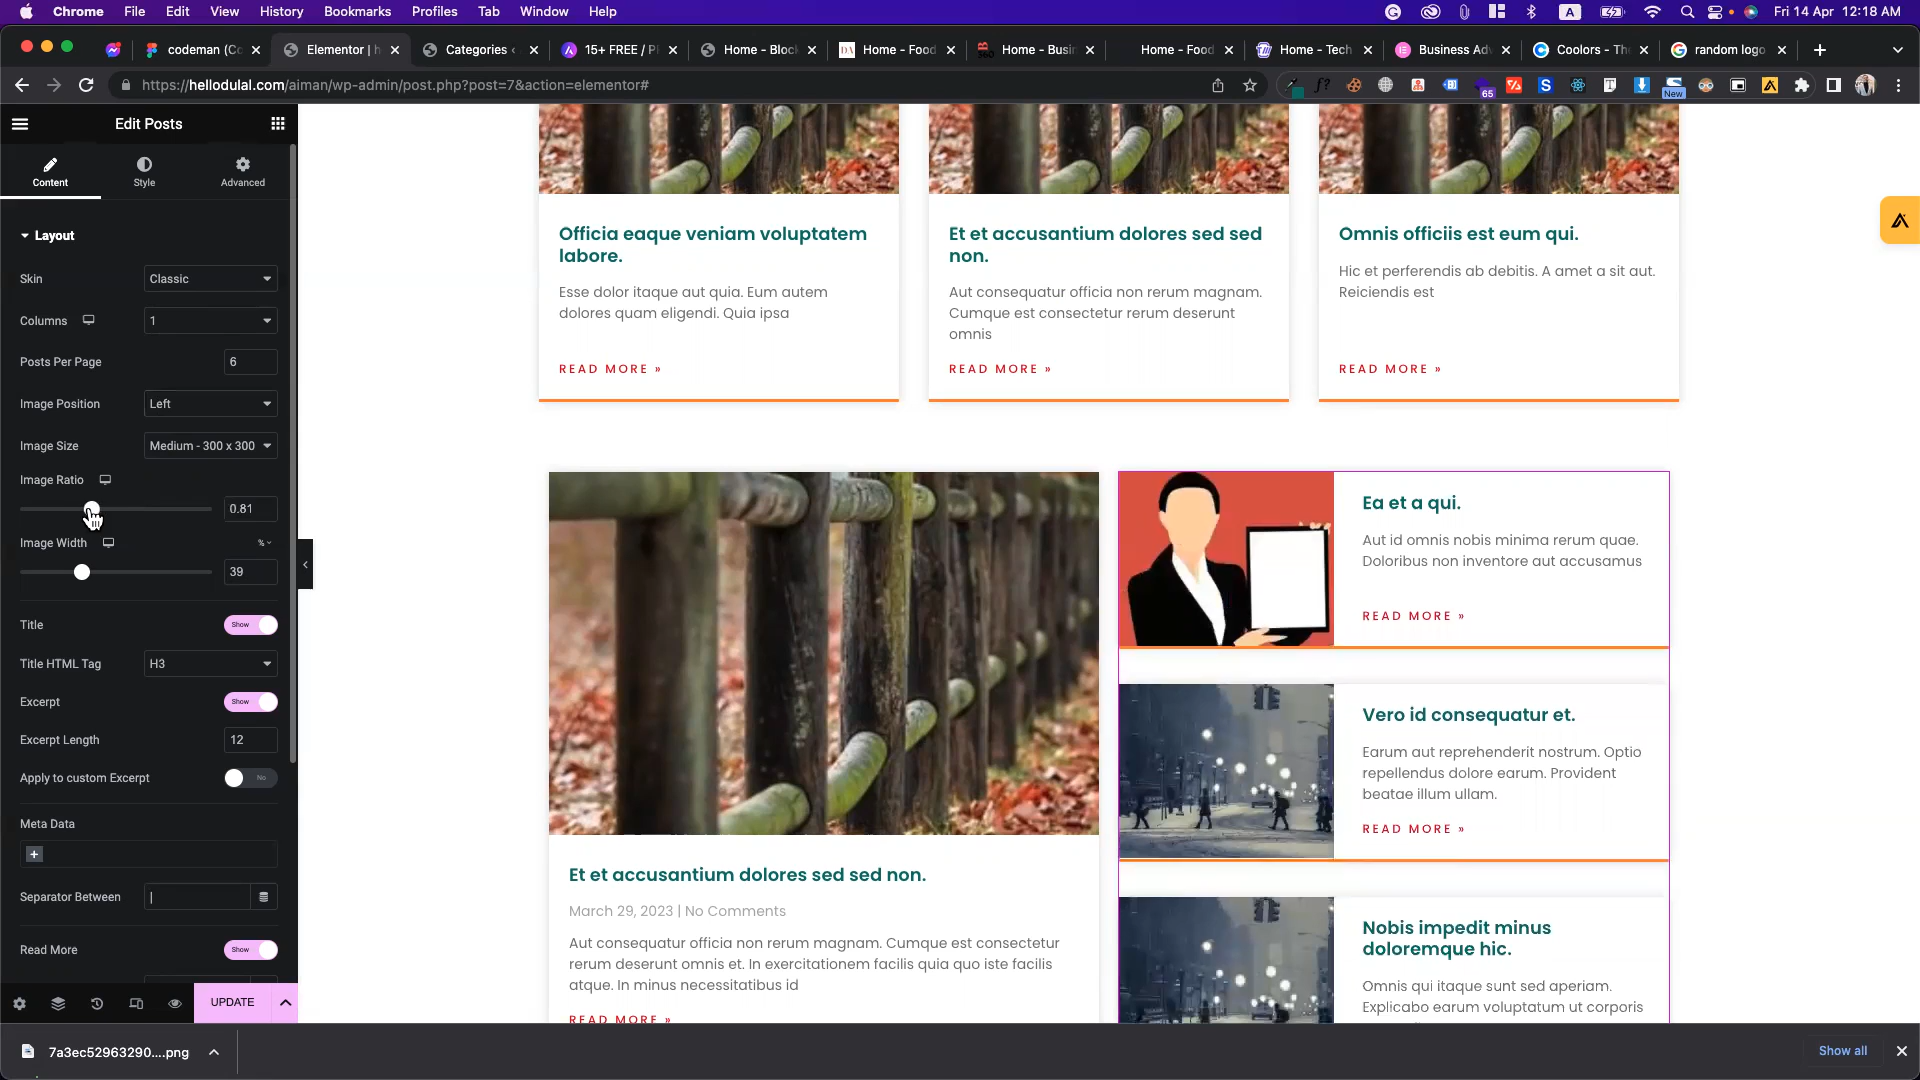 Chrome File Edit View History Bookmarks Profiles Tab Window Help
A
Fri 14 Apr 12:18 AM
codeman (Co
Elementor | h
Categories ‹
15+ FREE / P
Home - Block
Home - Food
Home - Busin
Home - Food
Home - Tech
Business Adv
Coolors - The
random logo
https://hellodulal.com/aiman/wp-admin/post.php?post=7&action=elementor#
65
New
Edit Posts
Content
Style
Advanced
Layout
Skin
Classic
Columns
1
Posts Per Page
6
Image Position
Left
Image Size
Medium - 300 x 300
Image Ratio
0.81
Image Width
%
39
Title
Show
Title HTML Tag
H3
Excerpt
Show
Excerpt Length
12
Apply to custom Excerpt
No
Meta Data
+
Separator Between
|
Read More
Show
UPDATE
Officia eaque veniam voluptatem
labore.
Esse dolor itaque aut quia. Eum autem
dolores quam eligendi. Quia ipsa
READ MORE »
Et et accusantium dolores sed sed
non.
Aut consequatur officia non rerum magnam.
Cumque est consectetur rerum deserunt
omnis
READ MORE »
Omnis officiis est eum qui.
Hic et perferendis ab debitis. A amet a sit aut.
Reiciendis est
READ MORE »
Et et accusantium dolores sed sed non.
March 29, 2023 | No Comments
Aut consequatur officia non rerum magnam. Cumque est consectetur
rerum deserunt omnis et. In exercitationem facilis quia quo iste facilis
atque. In minus necessitatibus id
READ MORE »
Ea et a qui.
Aut id omnis nobis minima rerum quae.
Doloribus non inventore aut accusamus
READ MORE »
Vero id consequatur et.
Earum aut reprehenderit nostrum. Optio
repellendus dolore earum. Provident
beatae illum ullam.
READ MORE »
Nobis impedit minus
doloremque hic.
Omnis qui itaque sunt sed aperiam.
Explicabo earum voluptatum ut corporis
7a3ec52963290....png
Show all